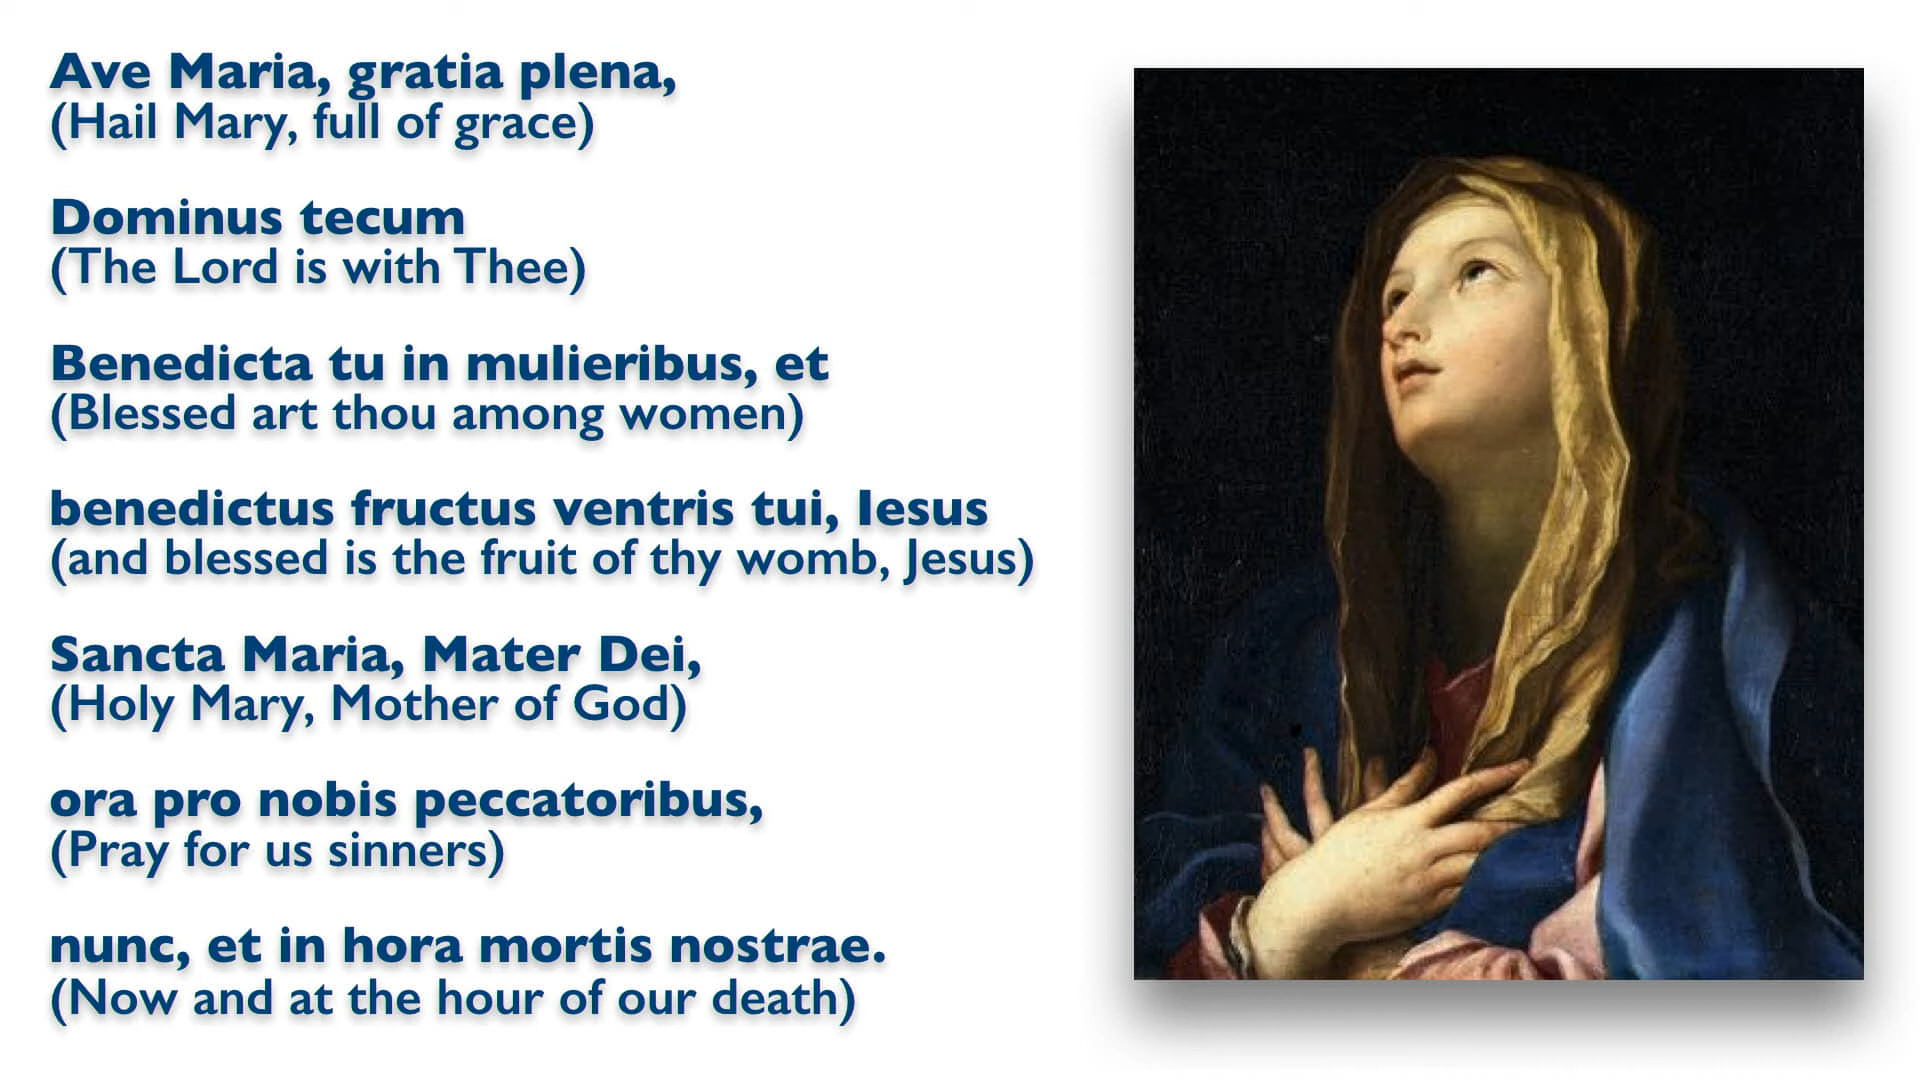 Ave Maria, gratia plena,
(Hail Mary, full of grace)
Dominus tecum
(The Lord is with Thee)
Benedicta tu in mulieribus, et
(Blessed art thou among women)
benedictus fructus ventris tui, Iesus
(and blessed is the fruit of thy womb, Jesus)
Sancta Maria, Mater Dei,
(Holy Mary, Mother of God)
ora pro nobis peccatoribus,
(Pray for us sinners)
nunc, et in hora mortis nostrae.
(Now and at the hour of our death)